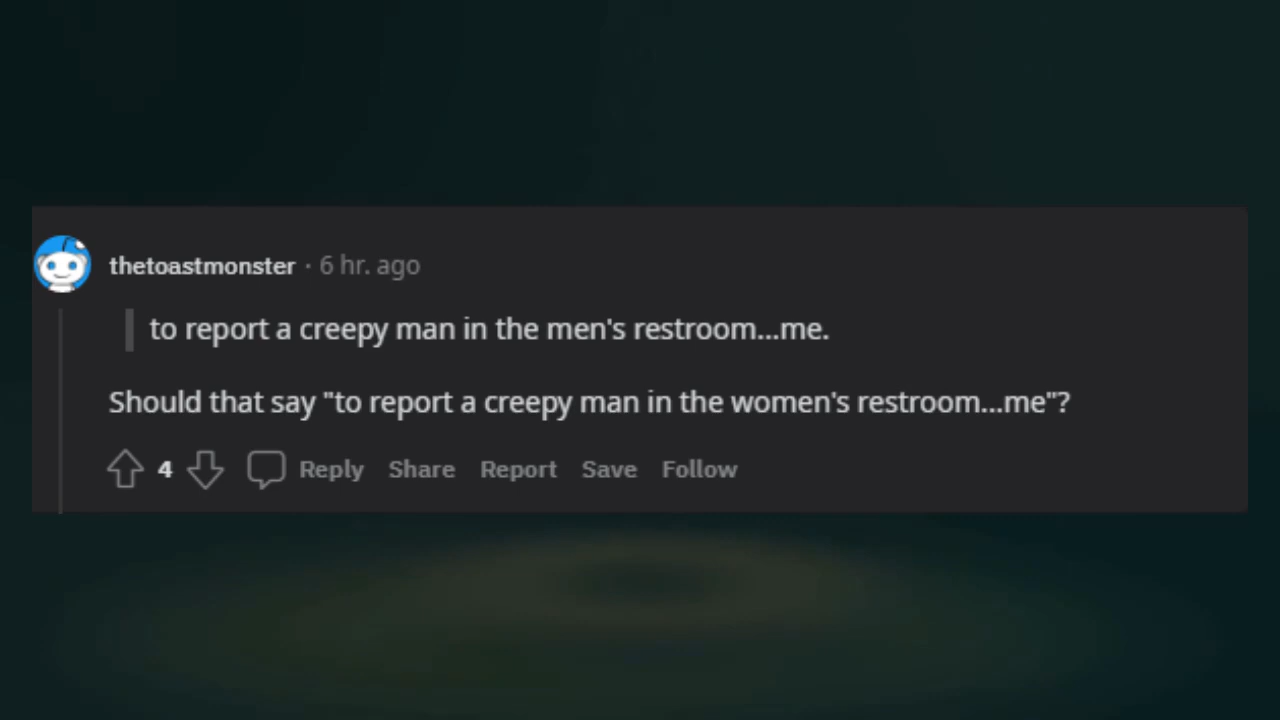 thetoastmonster · 6 hr. ago
to report a creepy man in the men's restroom...me.
Should that say "to report a creepy man in the women's restroom...me"?
4 Reply Share Report Save Follow